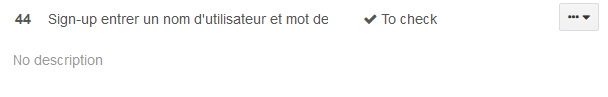 44 Sign-up entrer un nom d'utilisateur et mot de To check
No description